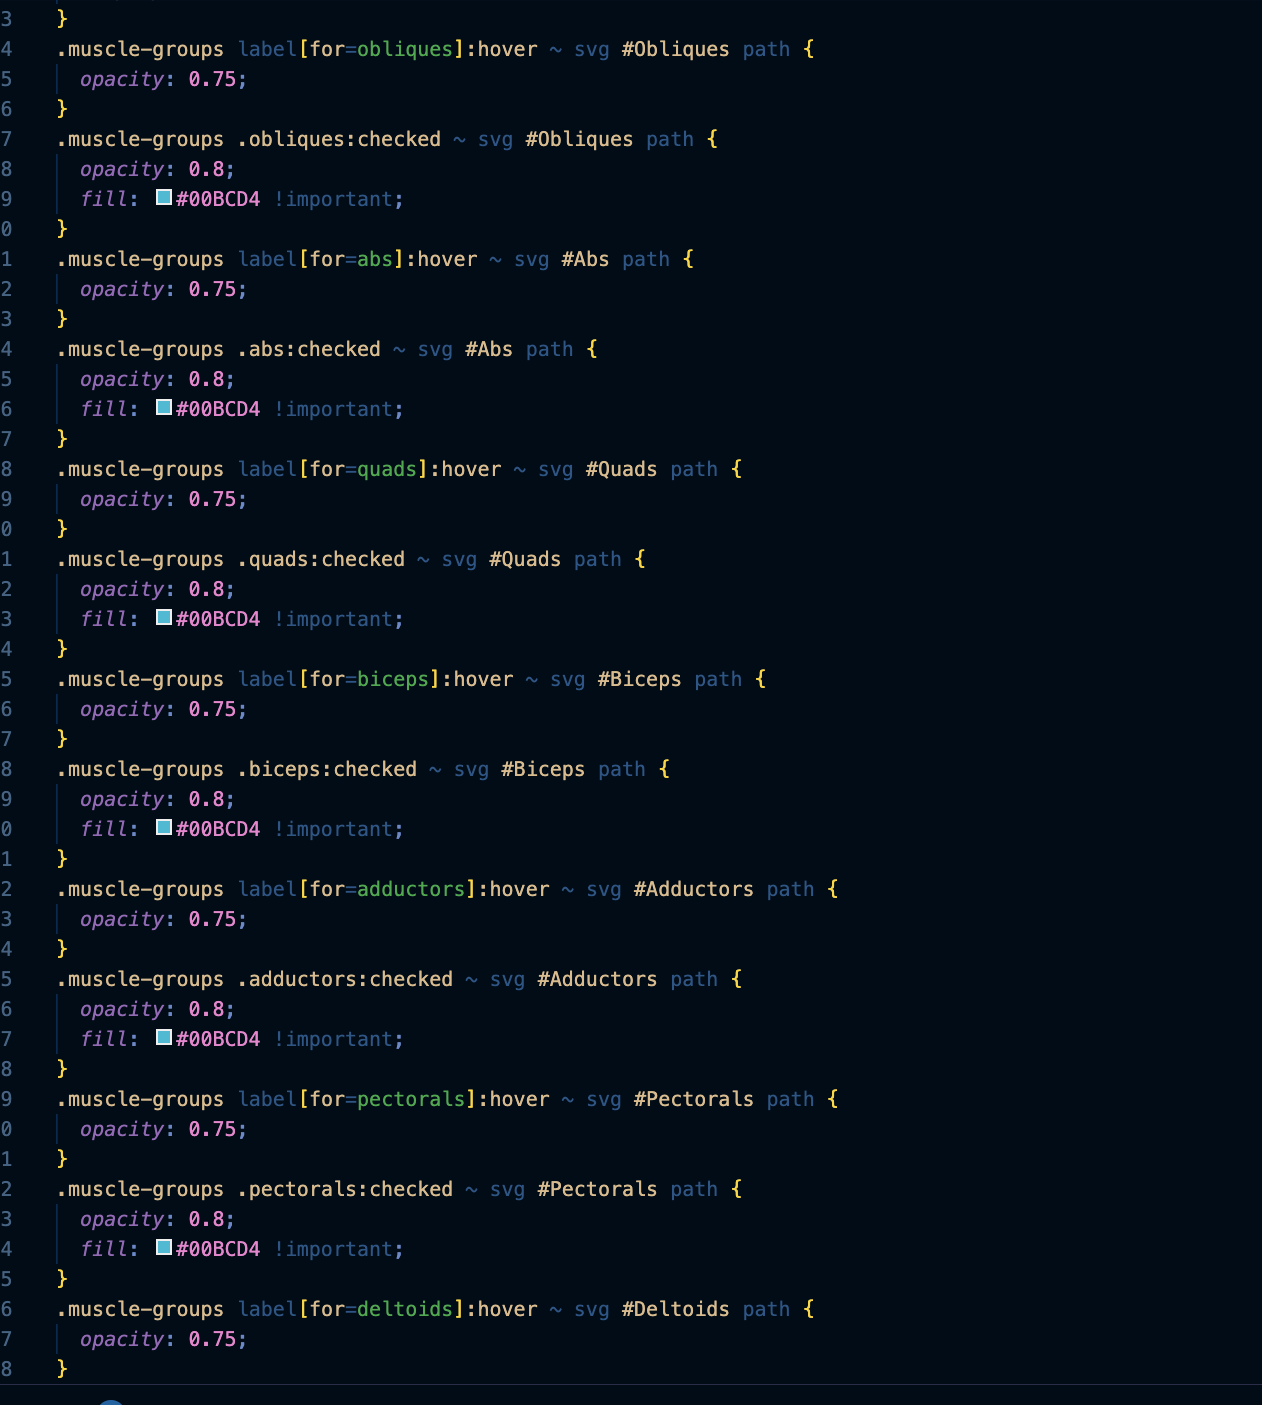 3 }
4 .muscle-groups label[for=obliques]:hover ~ svg #Obliques path {
5 opacity: 0.75;
6 }
7 .muscle-groups .obliques:checked ~ svg #Obliques path {
8 opacity: 0.8;
9 fill: #00BCD4 !important;
0 }
1 .muscle-groups label[for=abs]:hover ~ svg #Abs path {
2 opacity: 0.75;
3 }
4 .muscle-groups .abs:checked ~ svg #Abs path {
5 opacity: 0.8;
6 fill: #00BCD4 !important;
7 }
8 .muscle-groups label[for=quads]:hover ~ svg #Quads path {
9 opacity: 0.75;
0 }
1 .muscle-groups .quads:checked ~ svg #Quads path {
2 opacity: 0.8;
3 fill: #00BCD4 !important;
4 }
5 .muscle-groups label[for=biceps]:hover ~ svg #Biceps path {
6 opacity: 0.75;
7 }
8 .muscle-groups .biceps:checked ~ svg #Biceps path {
9 opacity: 0.8;
0 fill: #00BCD4 !important;
1 }
2 .muscle-groups label[for=adductors]:hover ~ svg #Adductors path {
3 opacity: 0.75;
4 }
5 .muscle-groups .adductors:checked ~ svg #Adductors path {
6 opacity: 0.8;
7 fill: #00BCD4 !important;
8 }
9 .muscle-groups label[for=pectorals]:hover ~ svg #Pectorals path {
0 opacity: 0.75;
1 }
2 .muscle-groups .pectorals:checked ~ svg #Pectorals path {
3 opacity: 0.8;
4 fill: #00BCD4 !important;
5 }
6 .muscle-groups label[for=deltoids]:hover ~ svg #Deltoids path {
7 opacity: 0.75;
8 }